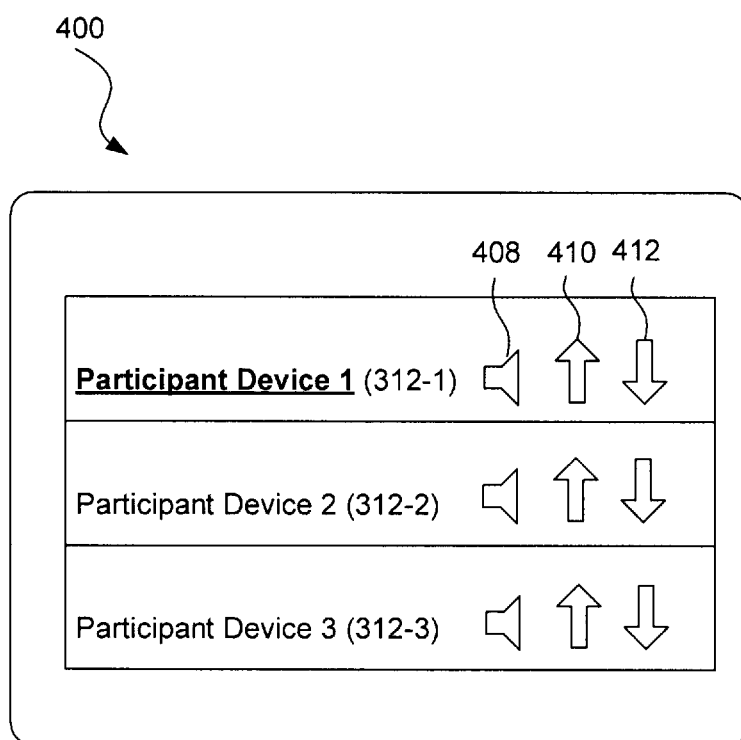 400
408 410 412
Participant Device 1 (312-1)
Participant Device 2 (312-2)
Participant Device 3 (312-3)